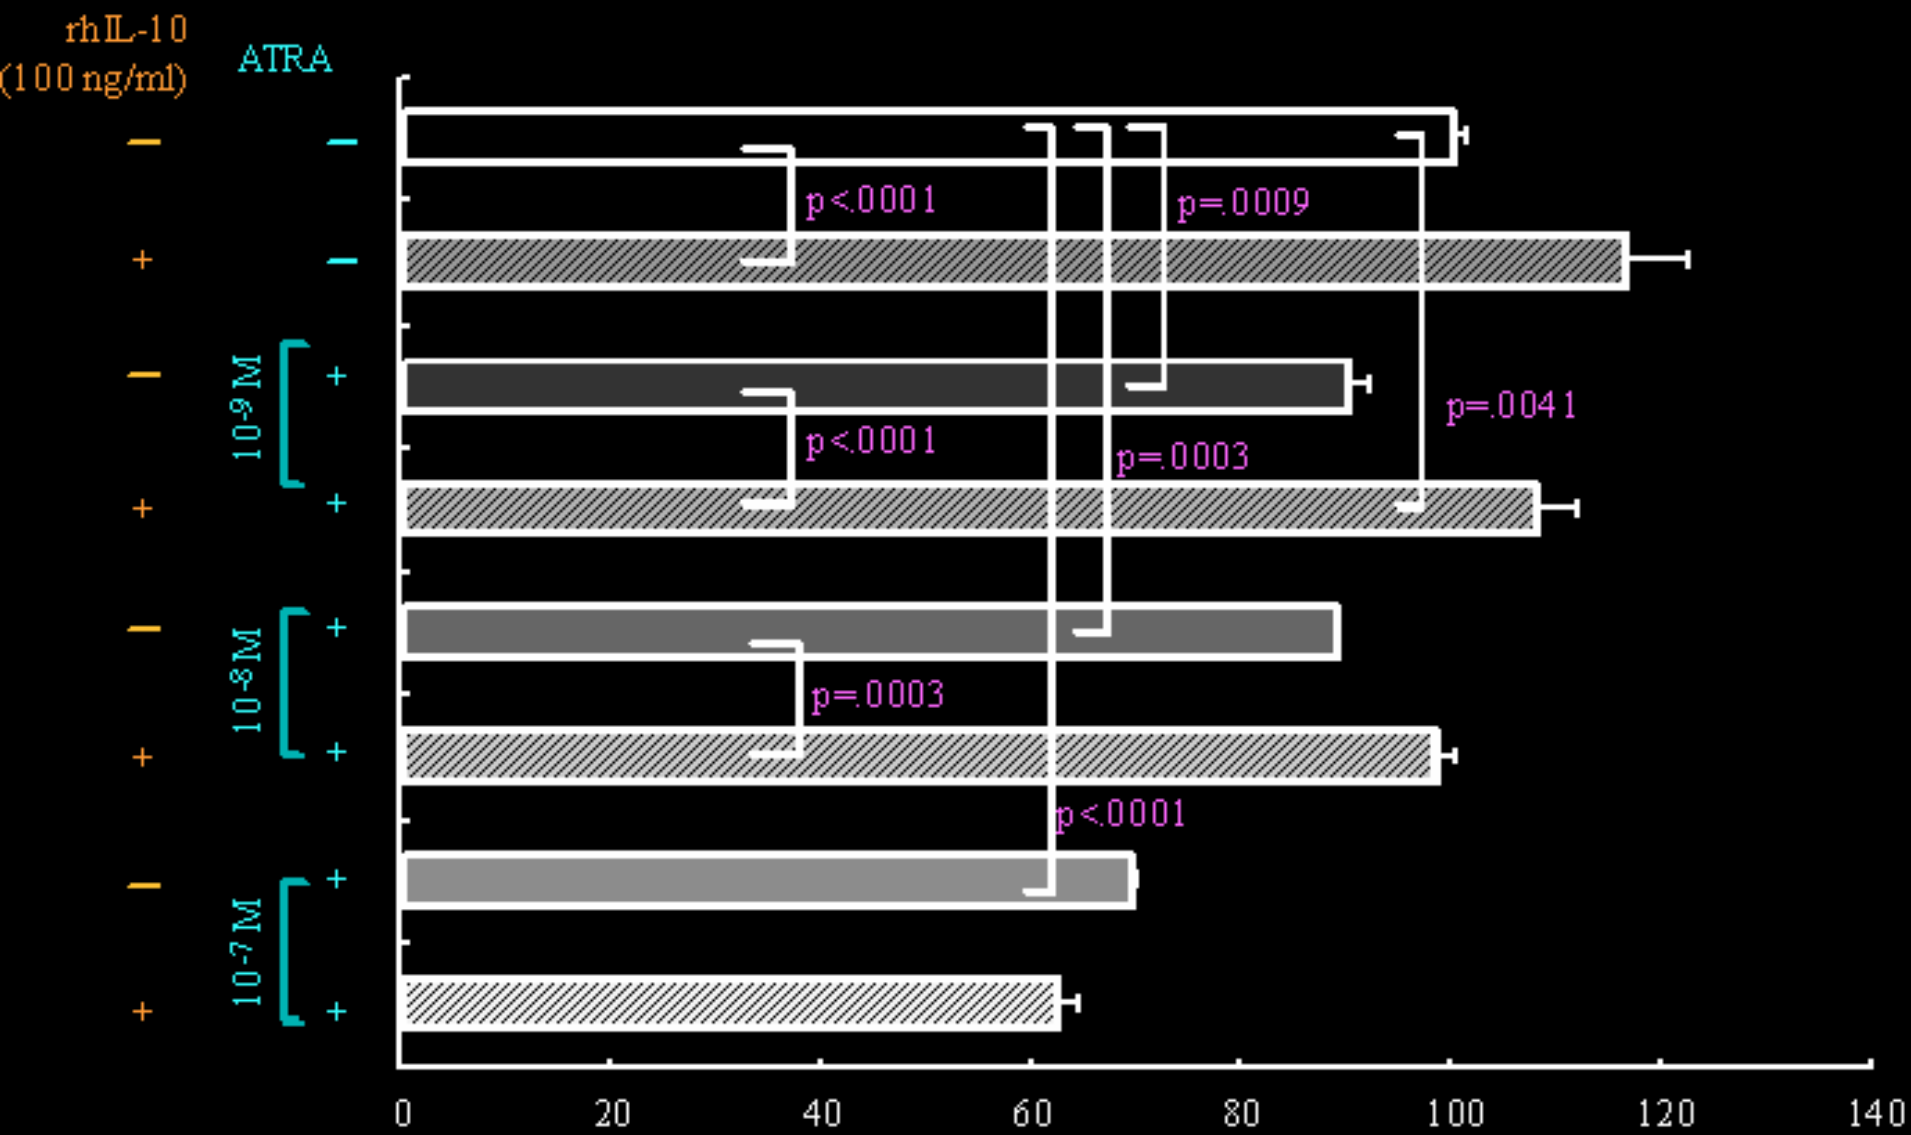 rhIL-10
(100 ng/ml)
ATRA
− −
p<.0001
p=.0009
+ −
10-9 M
− +
p=.0041
p<.0001
p=.0003
+ +
10-8 M
− +
p=.0003
+ +
p<.0001
10-7 M
− +
+ +
0 20 40 60 80 100 120 140